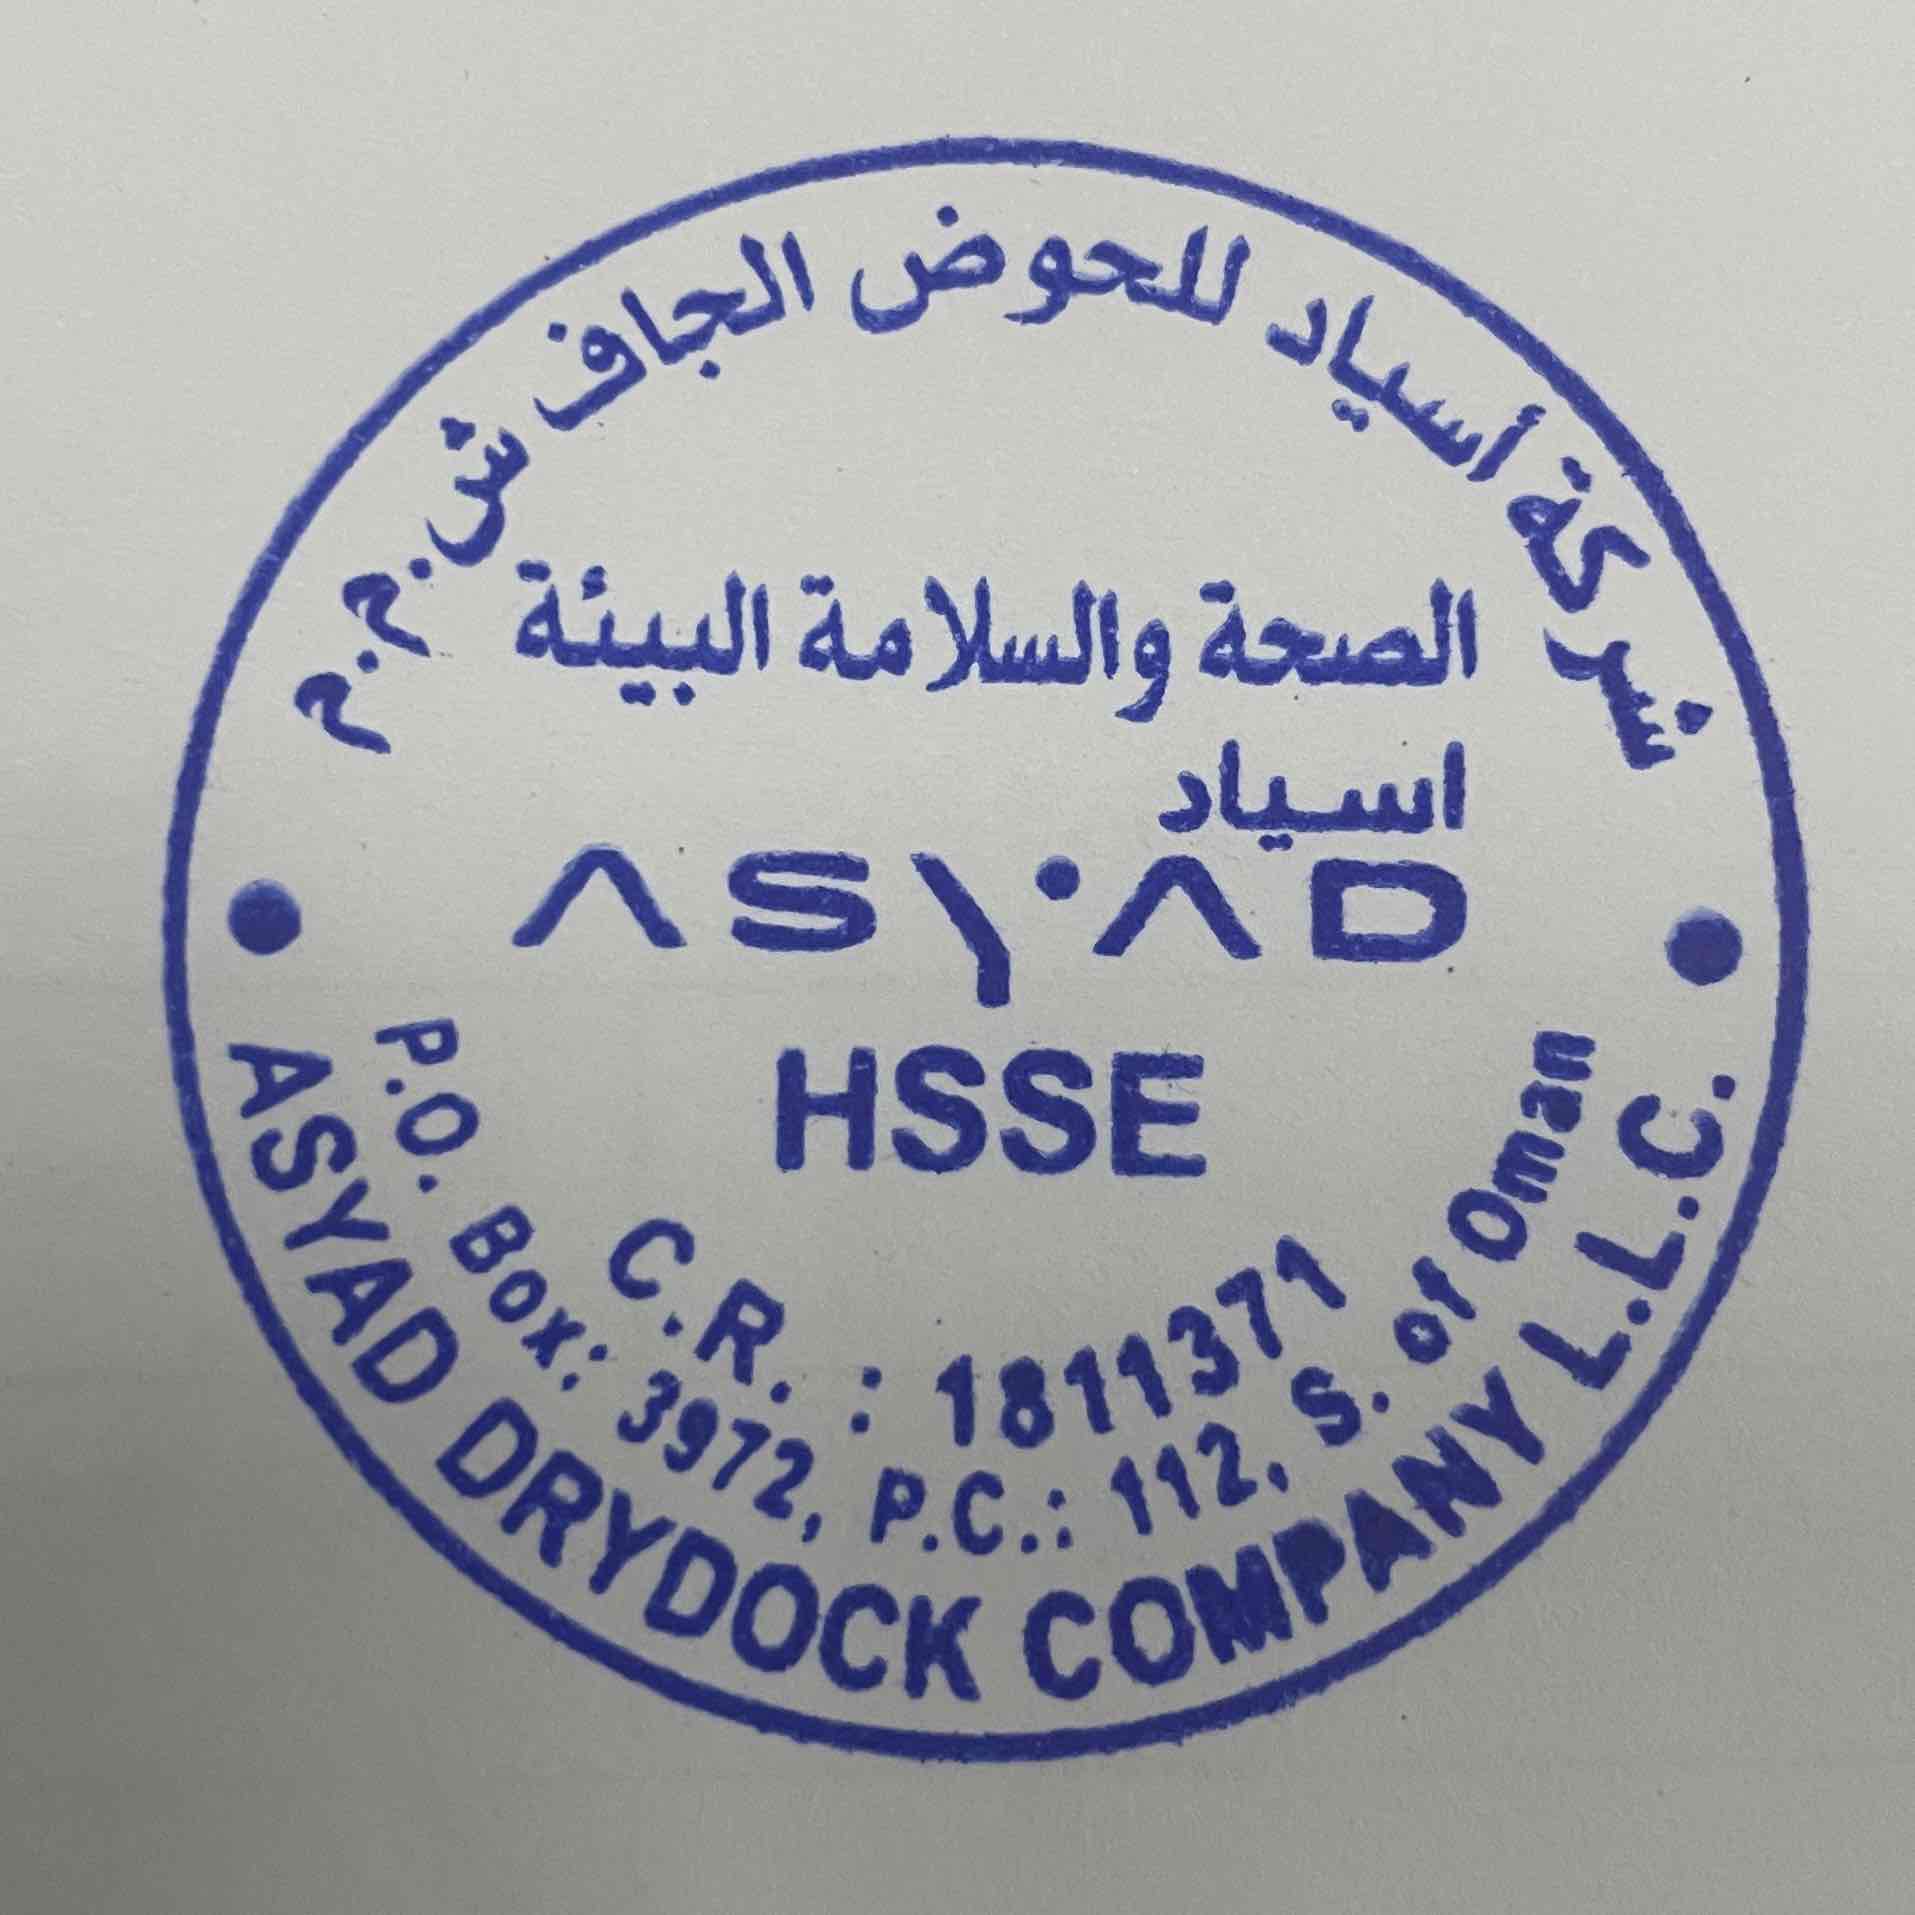 شركة أسياد للحوض الجاف ش.م.م
الصحة والسلامة البيئة
اسياد
ASYAD
HSSE
C.R. : 1811371
P.O. Box: 3972, P.C.: 112, S. of Oman
ASYAD DRYDOCK COMPANY L.L.C.